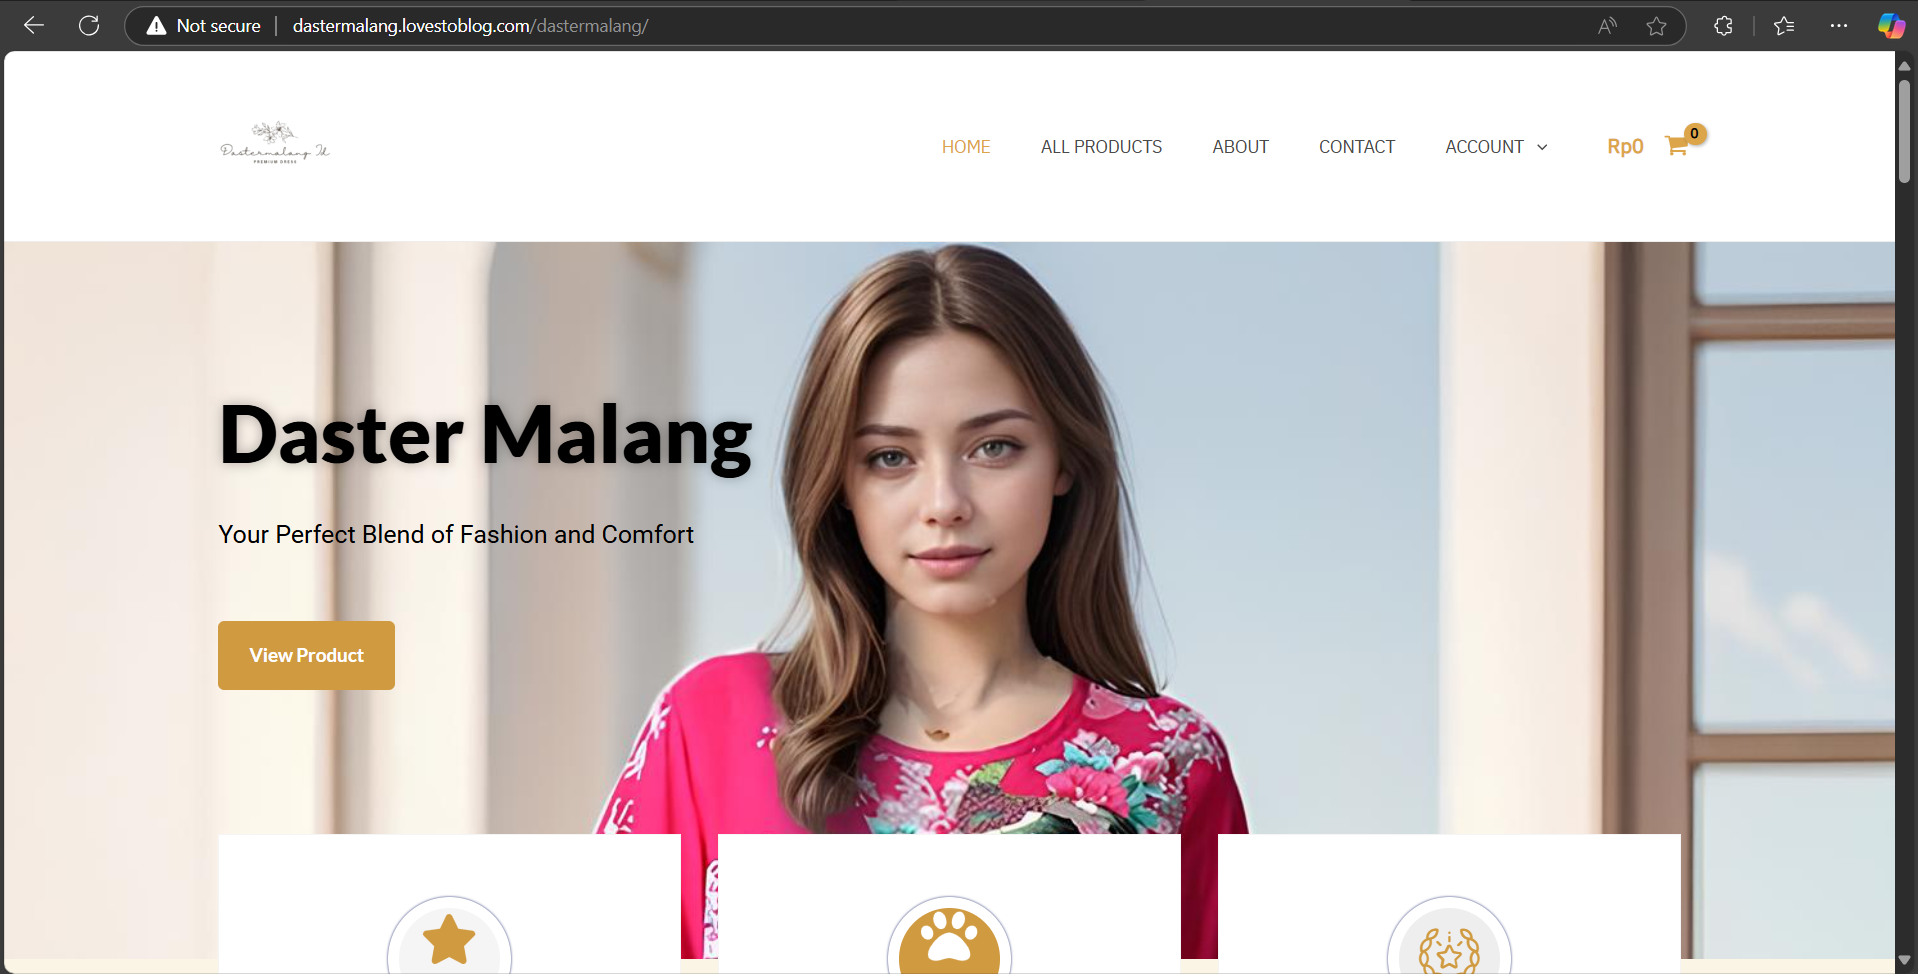 Not secure
dastermalang.lovestoblog.com/dastermalang/
Dastermalang Id
PREMIUM DRESS
HOME
ALL PRODUCTS
ABOUT
CONTACT
ACCOUNT
Rp0
0
Daster Malang
Your Perfect Blend of Fashion and Comfort
View Product